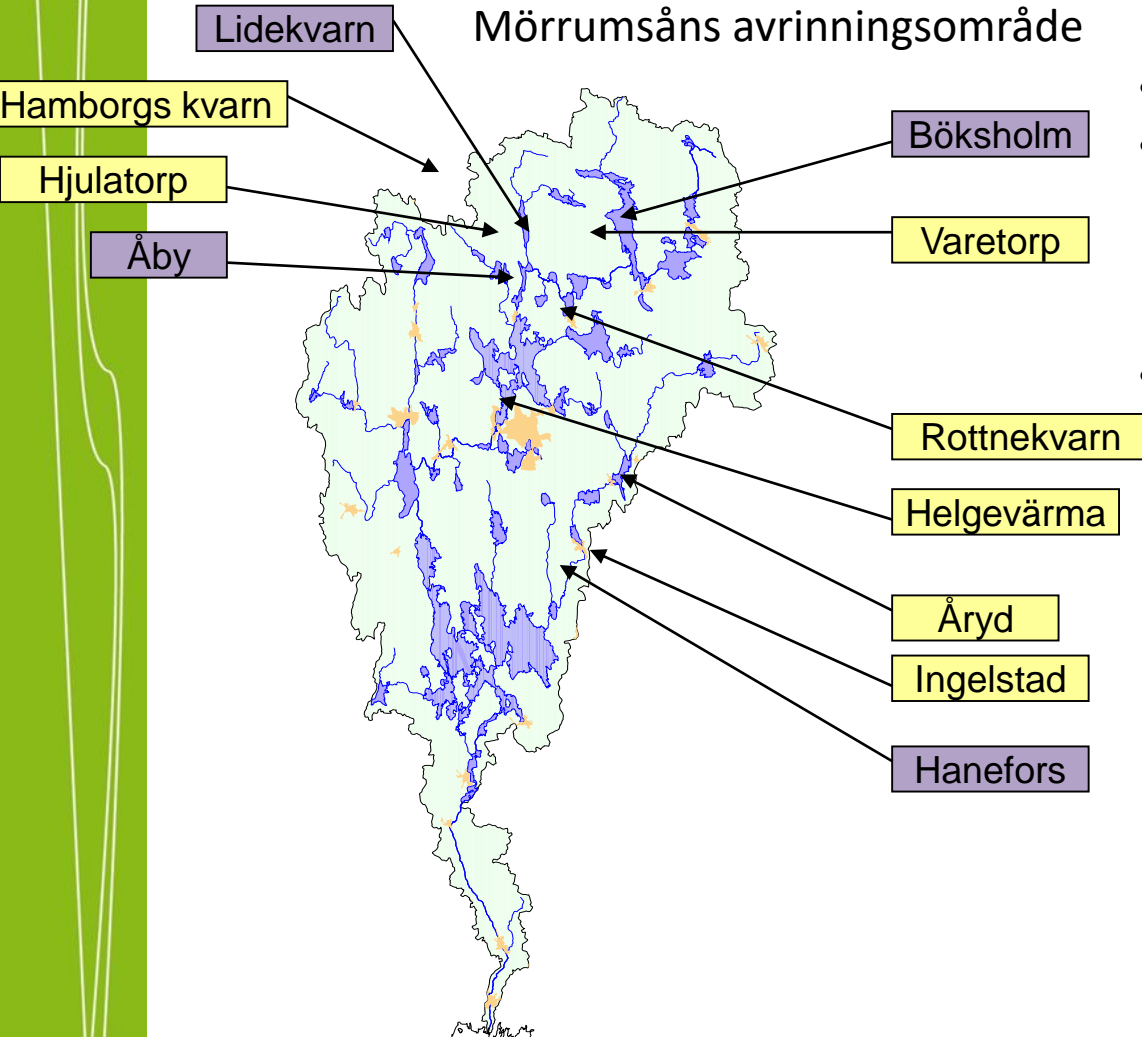 Mörrumsåns avrinningsområde
Lidekvarn
Hamborgs kvarn
Hjulatorp
Åby
Böksholm
Varetorp
Rottnekvarn
Helgevärma
Åryd
Ingelstad
Hanefors